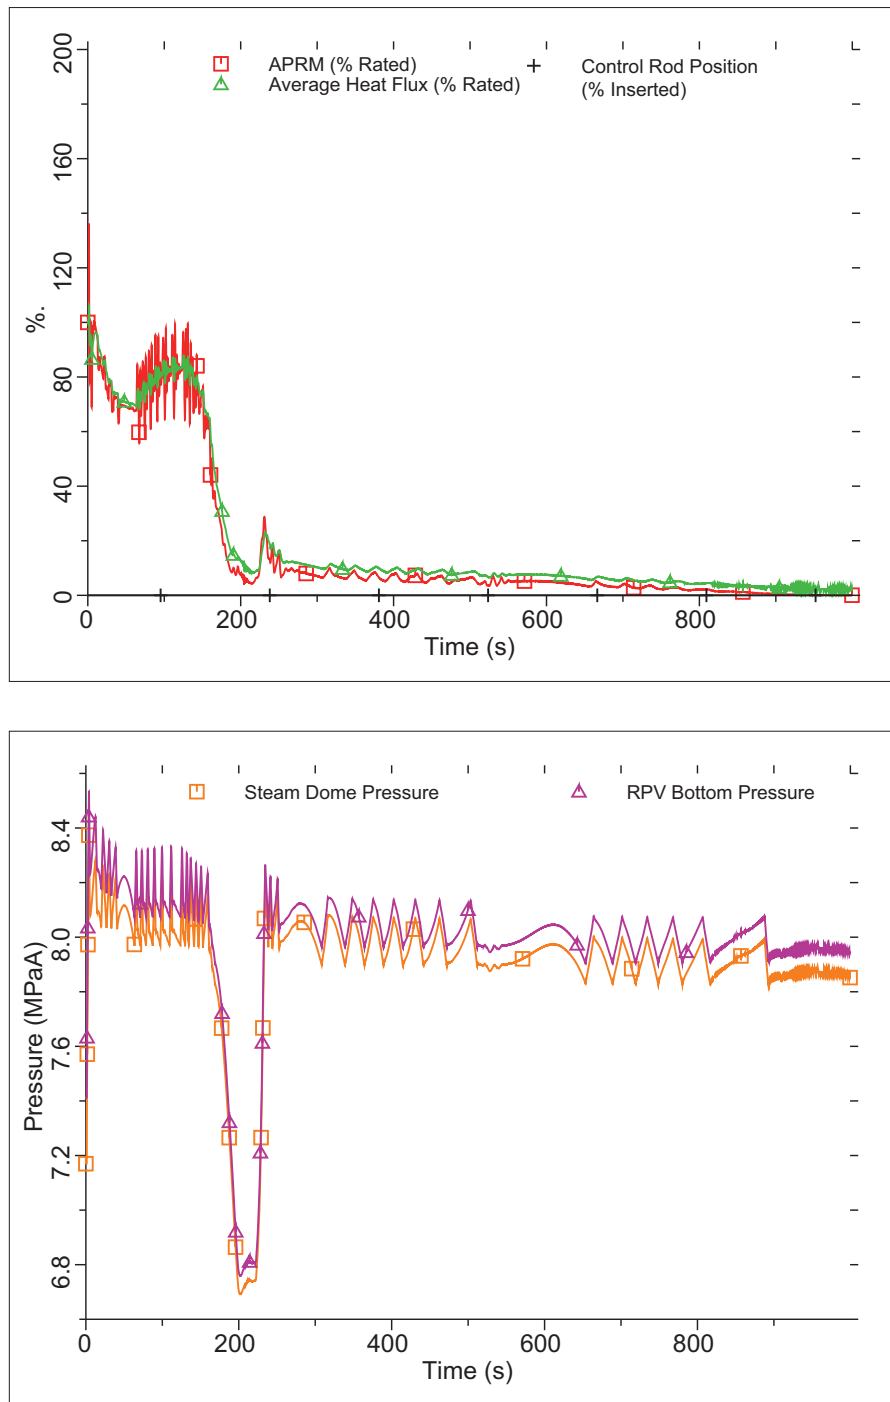 200
APRM (% Rated)
Control Rod Position
Average Heat Flux (% Rated)
(% Inserted)
160
120
%.
80
40
0
0
200
400
600
800
Time (s)
Steam Dome Pressure
RPV Bottom Pressure
8.4
8.0
Pressure (MPaA)
7.6
7.2
6.8
0
200
400
600
800
Time (s)